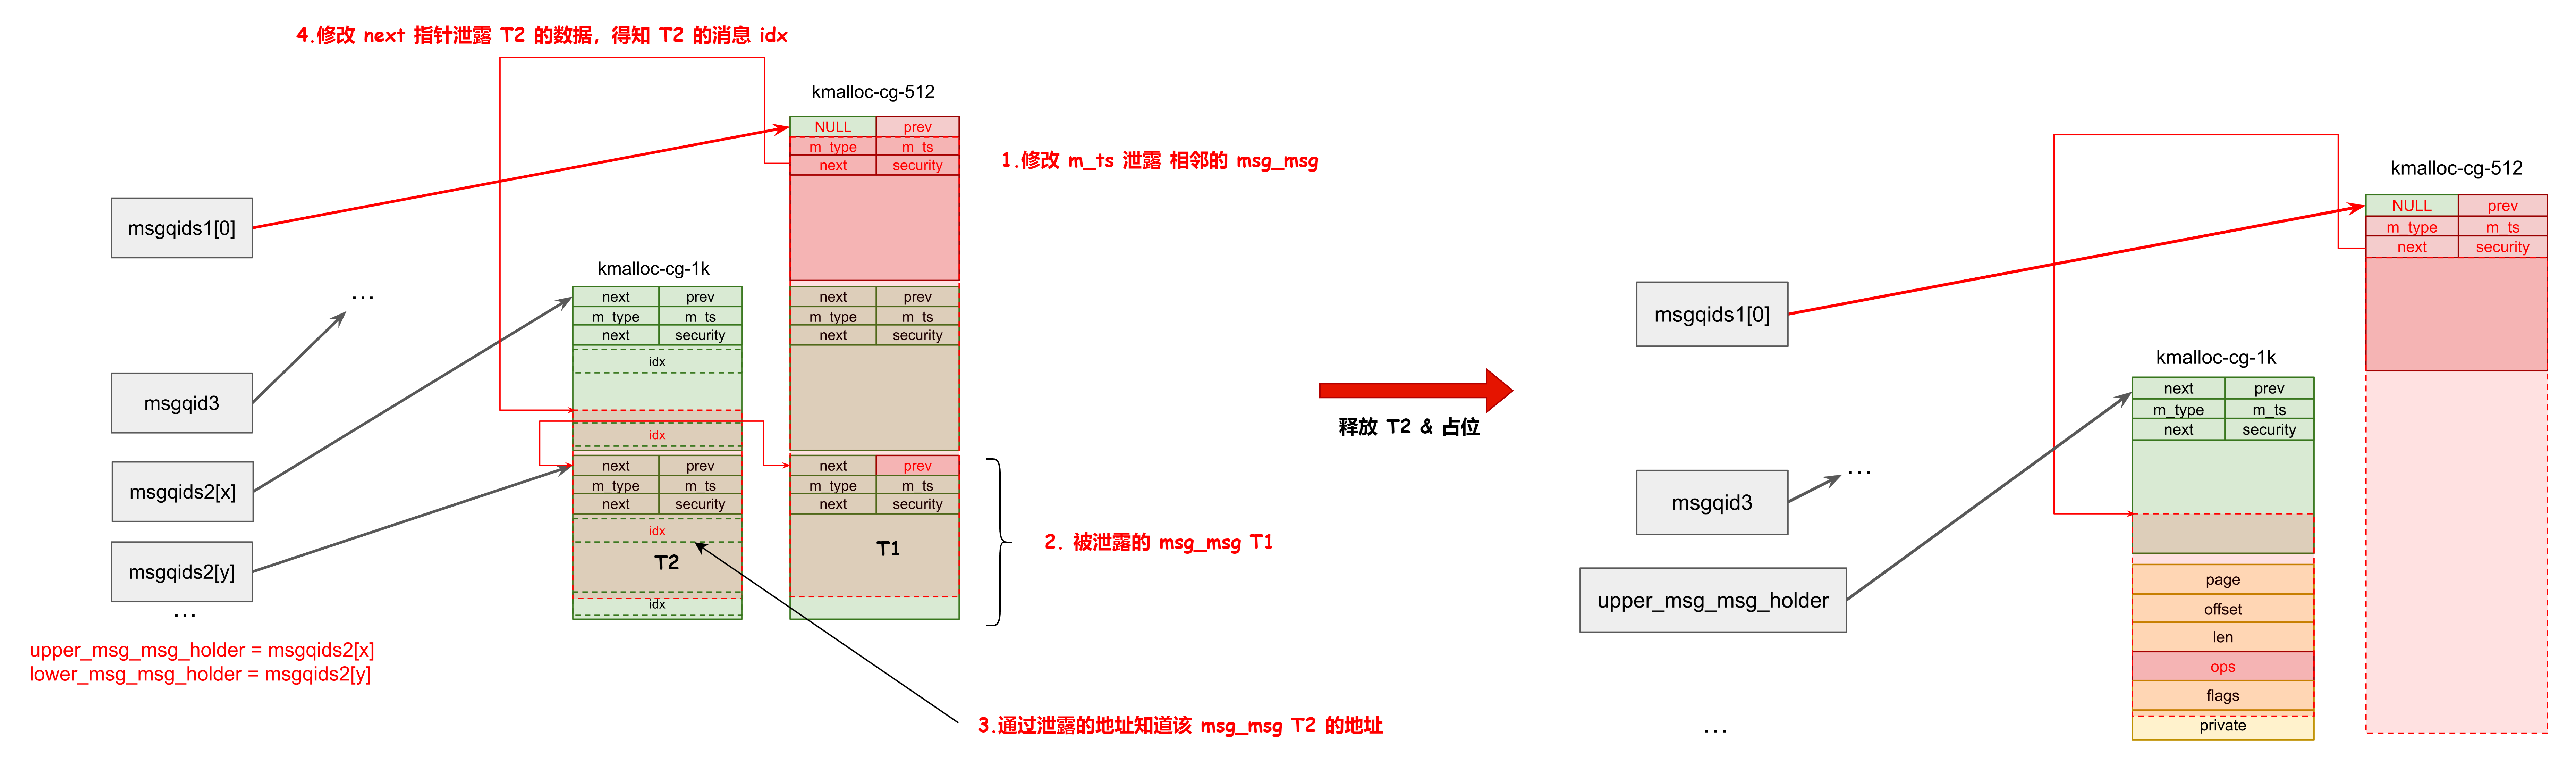 4.修改 next 指针泄露 T2 的数据，得知 T2 的消息 idx
kmalloc-cg-512
NULL prev
m_type m_ts
next security
1.修改 m_ts 泄露 相邻的 msg_msg
msgqids1[0]
kmalloc-cg-1k
...
next prev
m_type m_ts
next security
idx
next prev
m_type m_ts
next security
msgqid3
idx
msgqids2[x]
next prev
m_type m_ts
next security
idx
T2
idx
next prev
m_type m_ts
next security
T1
2. 被泄露的 msg_msg T1
msgqids2[y]
...
upper_msg_msg_holder = msgqids2[x]
lower_msg_msg_holder = msgqids2[y]
3.通过泄露的地址知道该 msg_msg T2 的地址
释放 T2 & 占位
kmalloc-cg-512
NULL prev
m_type m_ts
next security
msgqids1[0]
kmalloc-cg-1k
next prev
m_type m_ts
next security
...
msgqid3
upper_msg_msg_holder
page
offset
len
ops
flags
private
...